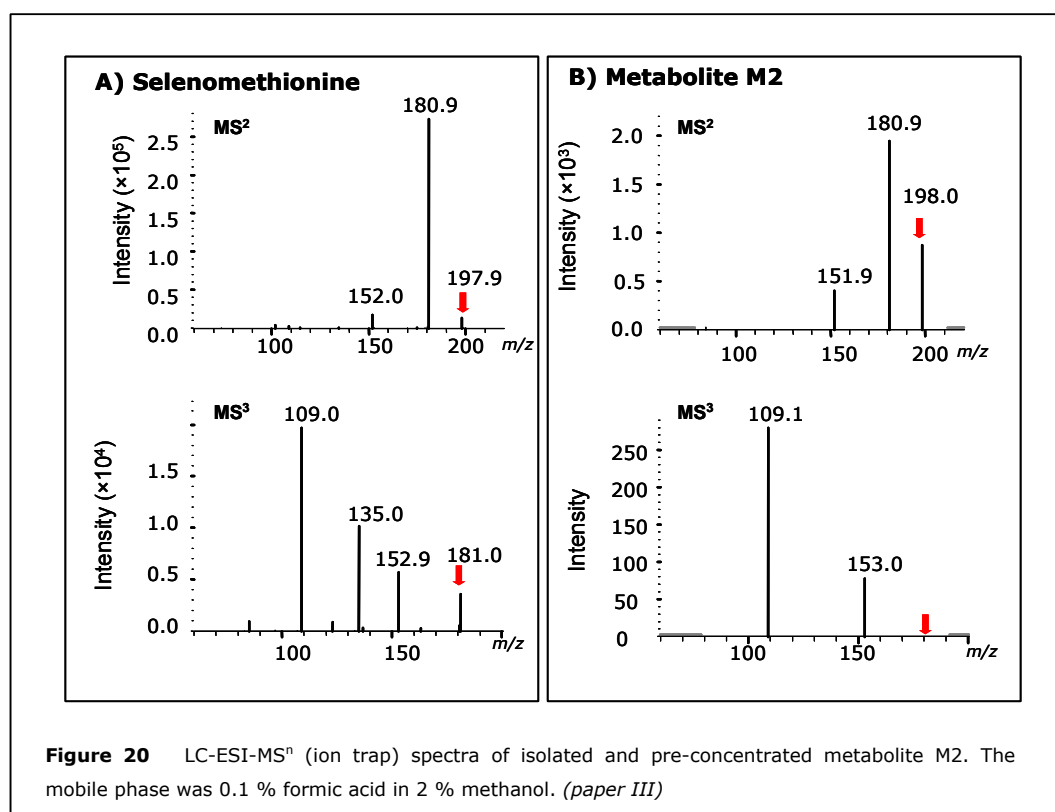 A) Selenomethionine
MS²
180.9
2.5
2.0
1.5
1.0
0.5
0.0
Intensity (×10⁵)
152.0
197.9
100
150
200
m/z
MS³
109.0
1.5
1.0
0.5
0.0
Intensity (×10⁴)
135.0
152.9
181.0
100
150
m/z
B) Metabolite M2
MS²
180.9
2.0
1.5
1.0
0.5
0.0
Intensity (×10³)
198.0
151.9
100
150
200
m/z
MS³
109.1
250
200
150
100
50
0
Intensity
153.0
100
150
m/z
Figure 20 LC-ESI-MSⁿ (ion trap) spectra of isolated and pre-concentrated metabolite M2. The
mobile phase was 0.1 % formic acid in 2 % methanol. (paper III)